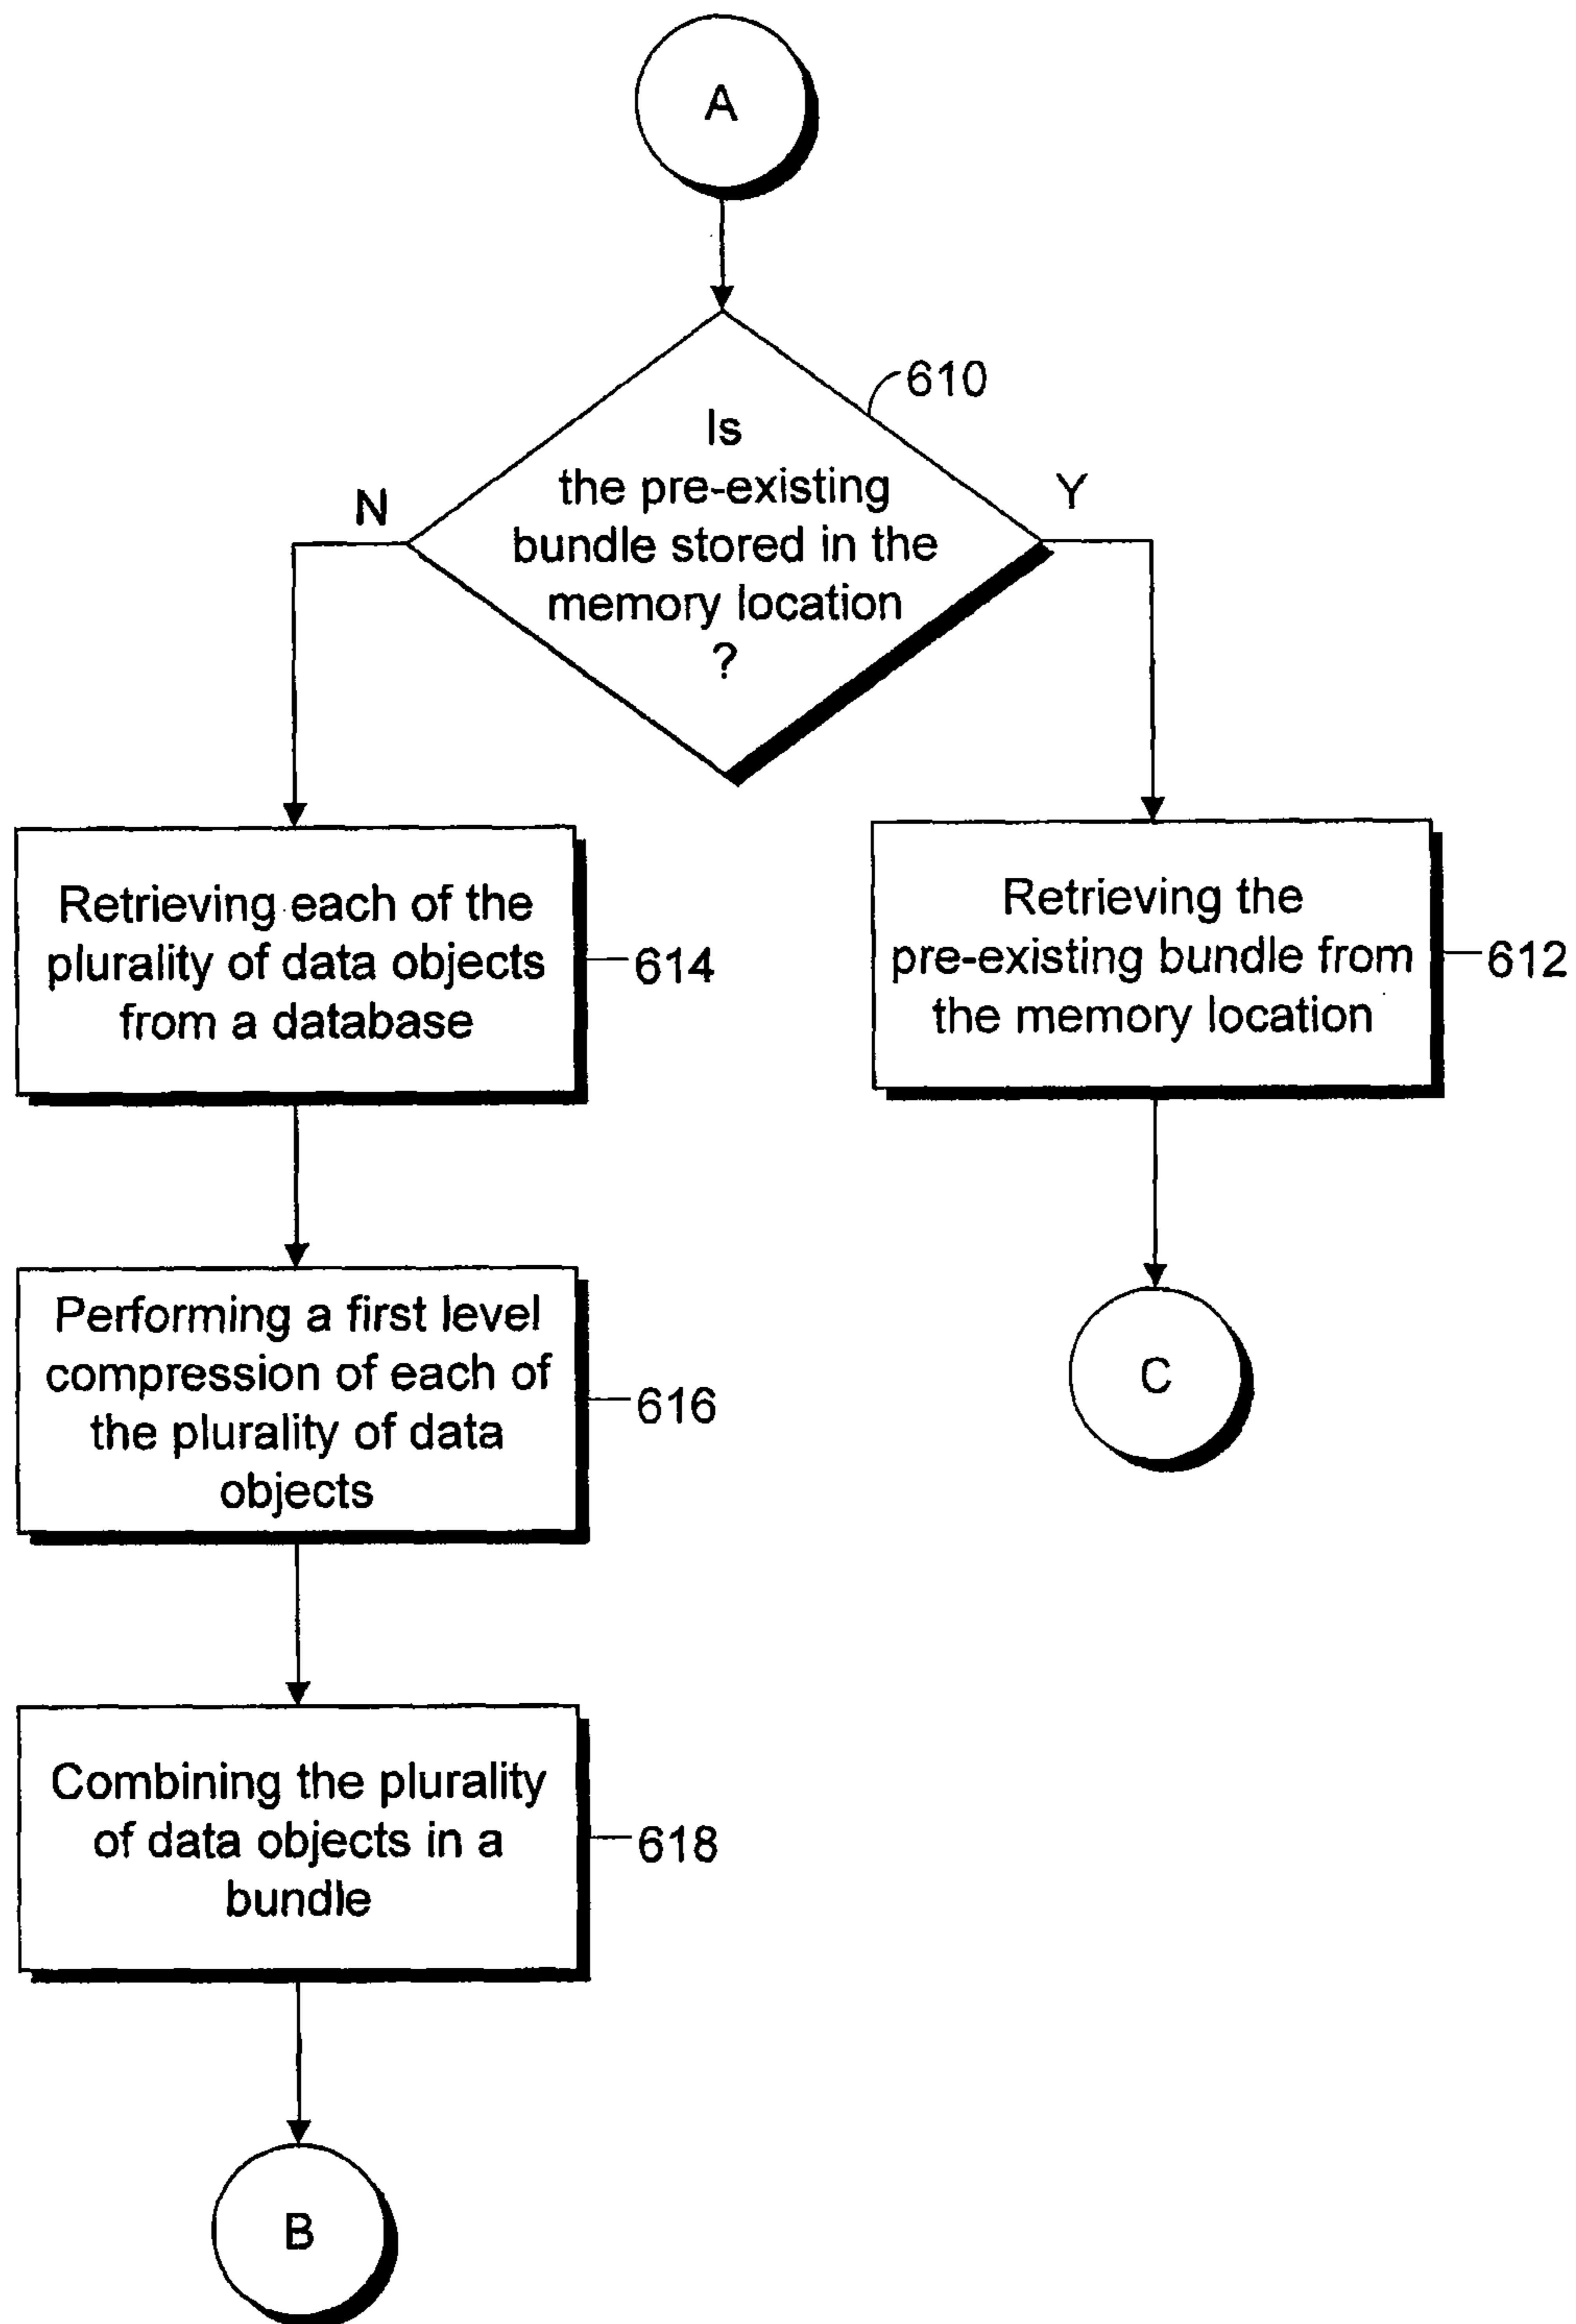 A
610
Is
the pre-existing
bundle stored in the
memory location
?
N
Y
Retrieving each of the
plurality of data objects
from a database
614
Retrieving the
pre-existing bundle from
the memory location
612
Performing a first level
compression of each of
the plurality of data
objects
616
C
Combining the plurality
of data objects in a
bundle
618
B